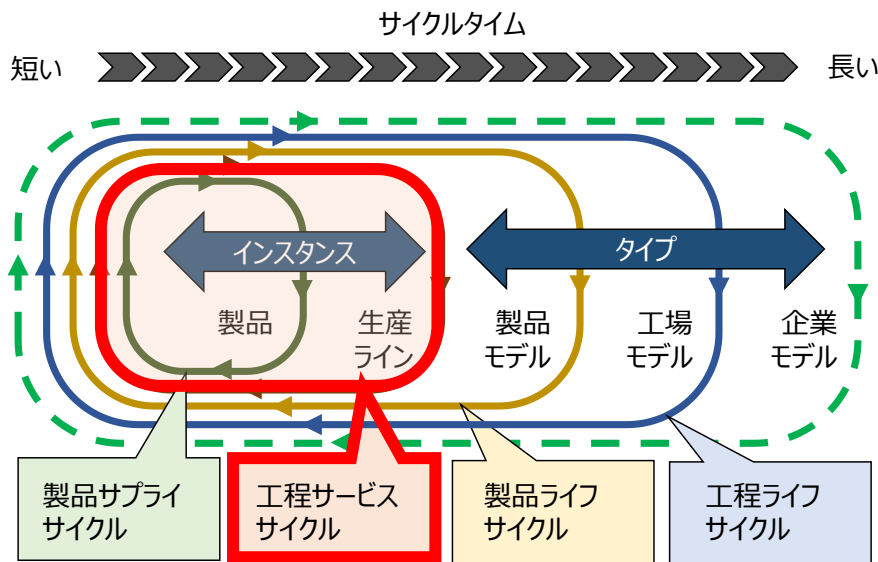 サイクルタイム
短い
長い
インスタンス
タイプ
製品
生産
ライン
製品
モデル
工場
モデル
企業
モデル
製品サプライ
サイクル
工程サービス
サイクル
製品ライフ
サイクル
工程ライフ
サイクル